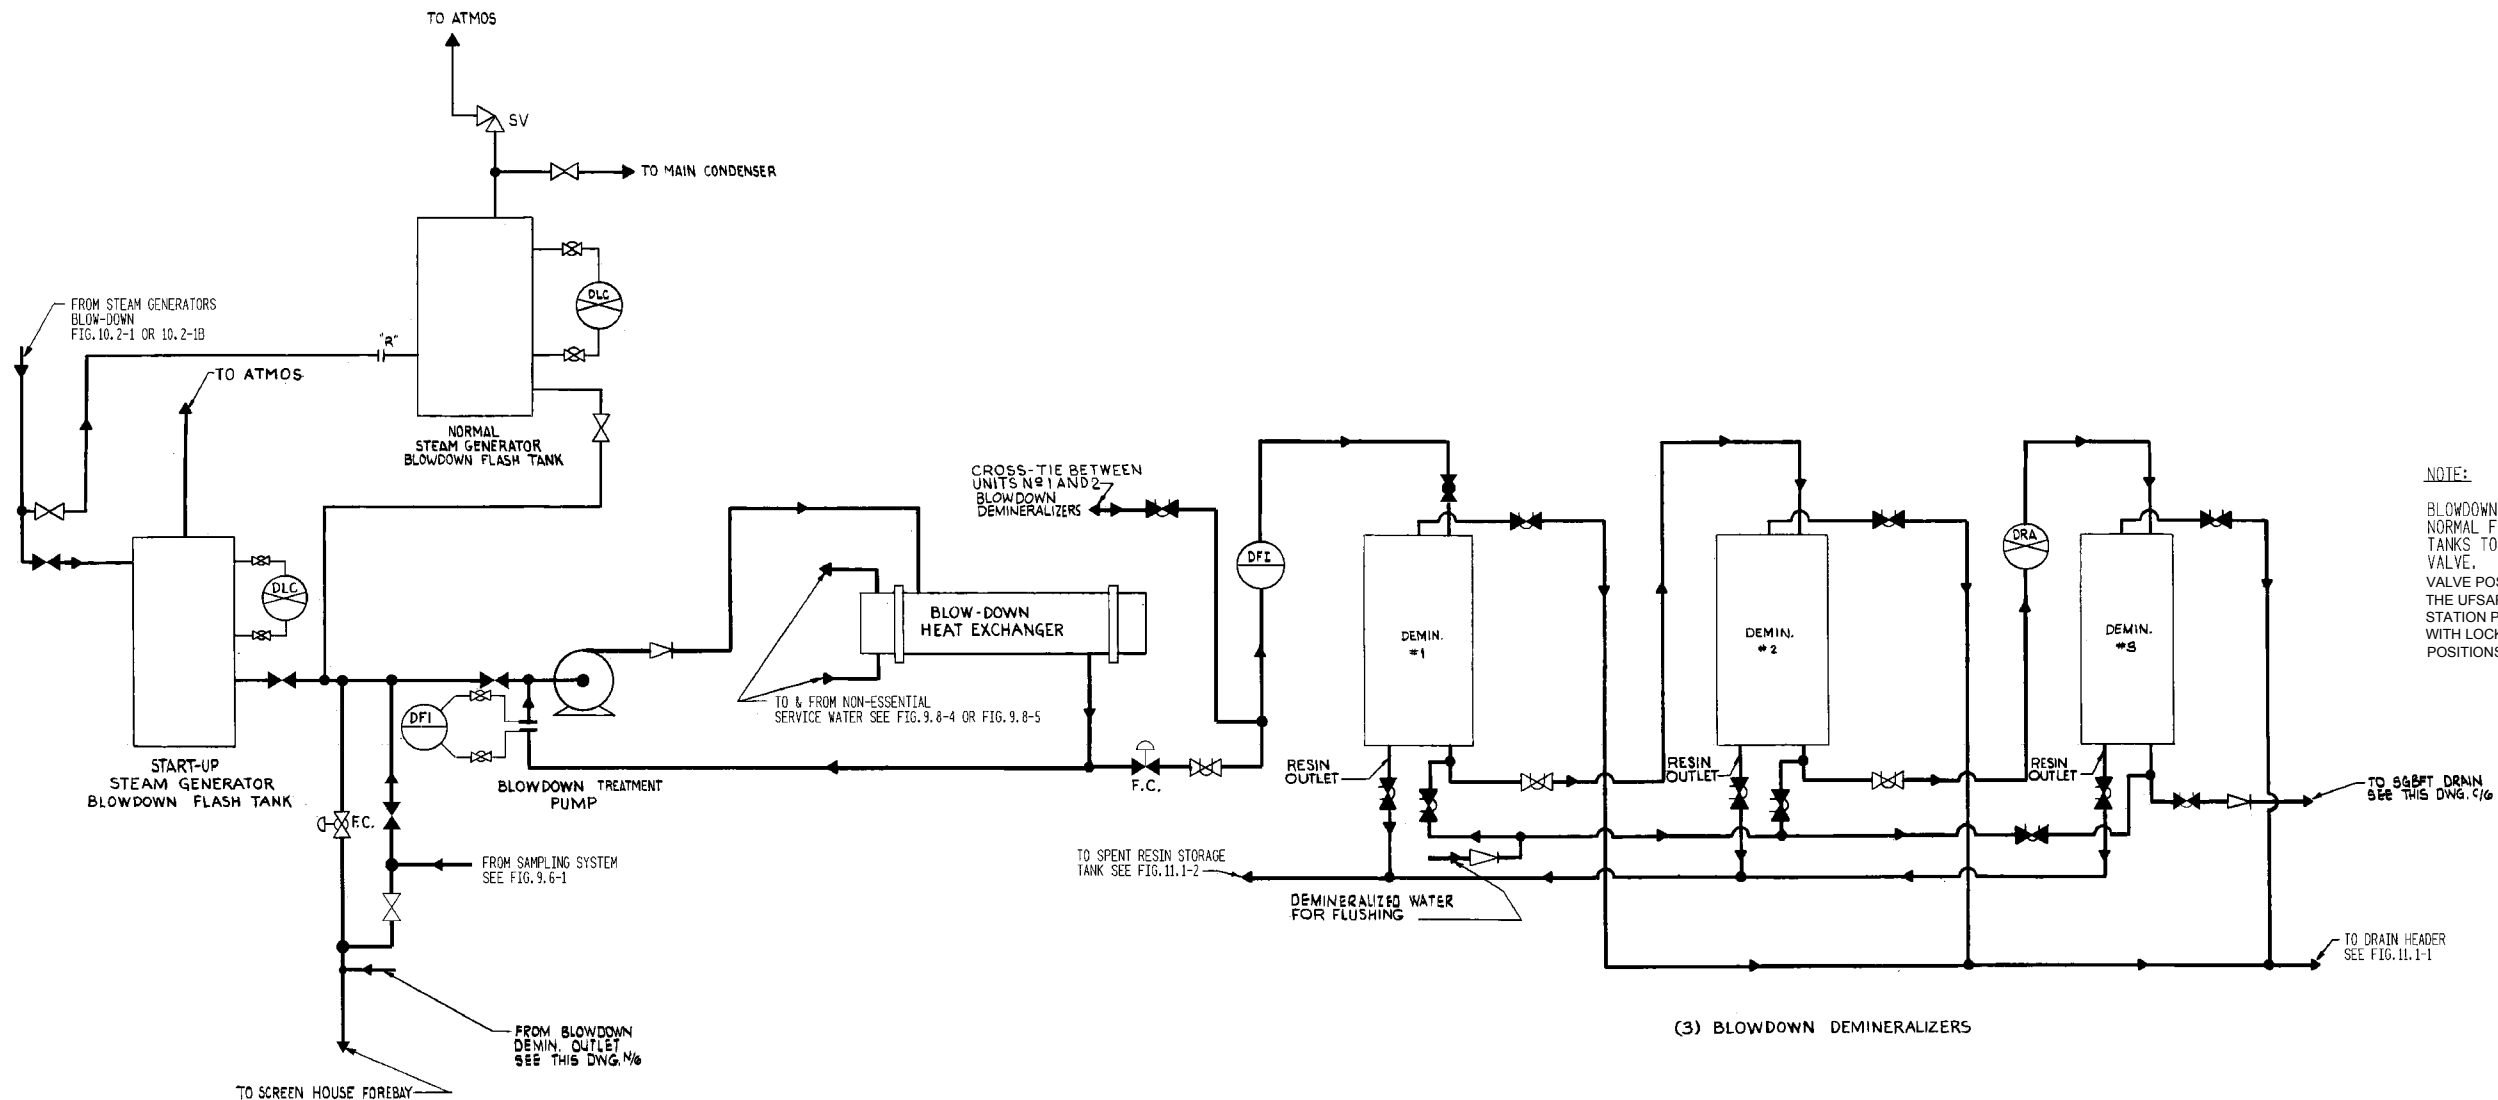 TO ATMOS
SV
TO MAIN CONDENSER
DLC
FROM STEAM GENERATORS
BLOW-DOWN
FIG. 10.2-1 OR 10.2-1B
"R"
TO ATMOS
NORMAL
STEAM GENERATOR
BLOWDOWN FLASH TANK
DLC
START-UP
STEAM GENERATOR
BLOWDOWN FLASH TANK
F.C.
DFI
BLOWDOWN TREATMENT
PUMP
FROM SAMPLING SYSTEM
SEE FIG. 9.6-1
FROM BLOWDOWN
DEMIN. OUTLET
SEE THIS DWG. N/6
TO SCREEN HOUSE FOREBAY
BLOW-DOWN
HEAT EXCHANGER
TO & FROM NON-ESSENTIAL
SERVICE WATER SEE FIG. 9.8-4 OR FIG. 9.8-5
F.C.
CROSS-TIE BETWEEN
UNITS Nº 1 AND 2
BLOWDOWN
DEMINERALIZERS
DFI
DEMIN.
#1
RESIN
OUTLET
DEMIN.
#2
RESIN
OUTLET
DRA
DEMIN.
#3
RESIN
OUTLET
TO SPENT RESIN STORAGE
TANK SEE FIG. 11.1-2
DEMINERALIZED WATER
FOR FLUSHING
TO SGBFT DRAIN
SEE THIS DWG. C/6
TO DRAIN HEADER
SEE FIG. 11.1-1
(3) BLOWDOWN DEMINERALIZERS
NOTE:
BLOWDOWN
NORMAL F
TANKS TO
VALVE.
VALVE POS
THE UFSA
STATION P
WITH LOCK
POSITIONS